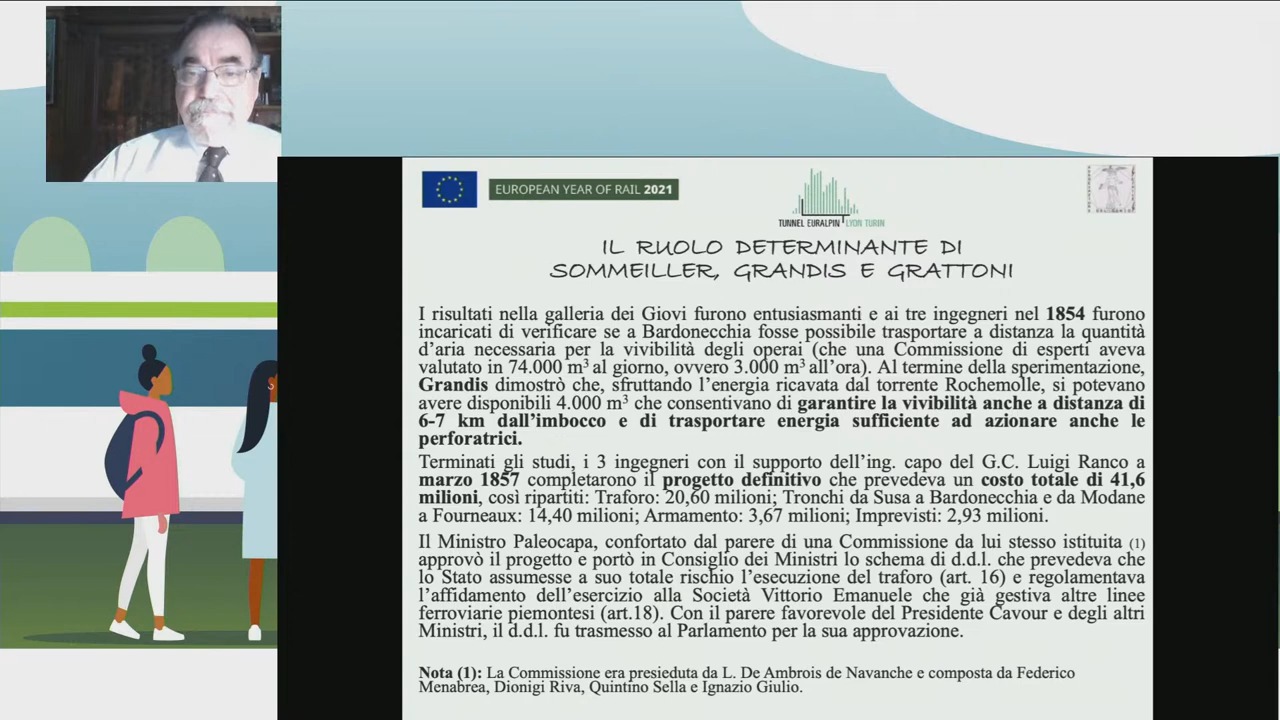 EUROPEAN YEAR OF RAIL 2021
TUNNEL EURALPIN LYON TURIN
IL RUOLO DETERMINANTE DI
SOMMEILLER, GRANDIS E GRATTONI
I risultati nella galleria dei Giovi furono entusiasmanti e ai tre ingegneri nel 1854 furono
incaricati di verificare se a Bardonecchia fosse possibile trasportare a distanza la quantità
d’aria necessaria per la vivibilità degli operai (che una Commissione di esperti aveva
valutato in 74.000 m³ al giorno, ovvero 3.000 m³ all’ora). Al termine della sperimentazione,
Grandis dimostrò che, sfruttando l’energia ricavata dal torrente Rochemolle, si potevano
avere disponibili 4.000 m³ che consentivano di garantire la vivibilità anche a distanza di
6-7 km dall’imbocco e di trasportare energia sufficiente ad azionare anche le
perforatrici.
Terminati gli studi, i 3 ingegneri con il supporto dell’ing. capo del G.C. Luigi Ranco a
marzo 1857 completarono il progetto definitivo che prevedeva un costo totale di 41,6
milioni, così ripartiti: Traforo: 20,60 milioni; Tronchi da Susa a Bardonecchia e da Modane
a Fourneaux: 14,40 milioni; Armamento: 3,67 milioni; Imprevisti: 2,93 milioni.
Il Ministro Paleocapa, confortato dal parere di una Commissione da lui stesso istituita (1)
approvò il progetto e portò in Consiglio dei Ministri lo schema di d.d.l. che prevedeva che
lo Stato assumesse a suo totale rischio l’esecuzione del traforo (art. 16) e regolamentava
l’affidamento dell’esercizio alla Società Vittorio Emanuele che già gestiva altre linee
ferroviarie piemontesi (art.18). Con il parere favorevole del Presidente Cavour e degli altri
Ministri, il d.d.l. fu trasmesso al Parlamento per la sua approvazione.
Nota (1): La Commissione era presieduta da L. De Ambrois de Navanche e composta da Federico
Menabrea, Dionigi Riva, Quintino Sella e Ignazio Giulio.